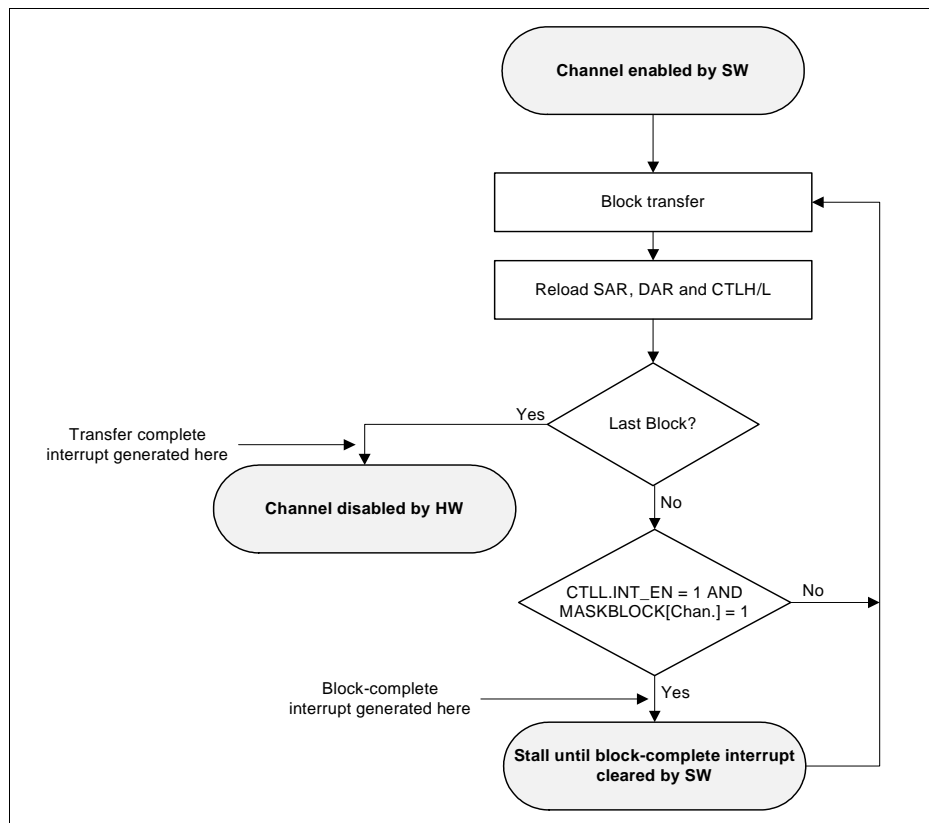 Channel enabled by SW
Block transfer
Reload SAR, DAR and CTLH/L
Last Block?
Yes
Transfer complete
interrupt generated here
Channel disabled by HW
No
CTLL.INT_EN = 1 AND
MASKBLOCK[Chan.] = 1
No
Yes
Block-complete
interrupt generated here
Stall until block-complete interrupt
cleared by SW